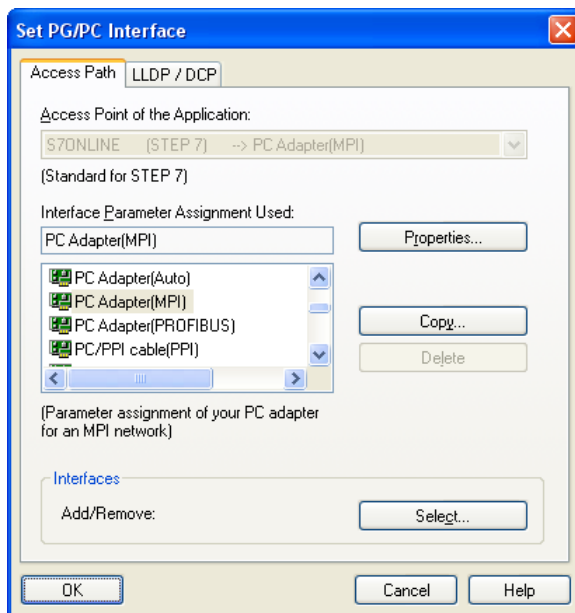 Set PG/PC Interface
Access Path LLDP / DCP
Access Point of the Application:
S7ONLINE (STEP 7) --> PC Adapter(MPI)
(Standard for STEP 7)
Interface Parameter Assignment Used:
PC Adapter(MPI)
Properties...
PC Adapter(Auto)
PC Adapter(MPI)
PC Adapter(PROFIBUS)
PC/PPI cable(PPI)
Copy...
Delete
(Parameter assignment of your PC adapter
for an MPI network)
Interfaces
Add/Remove:
Select...
OK Cancel Help